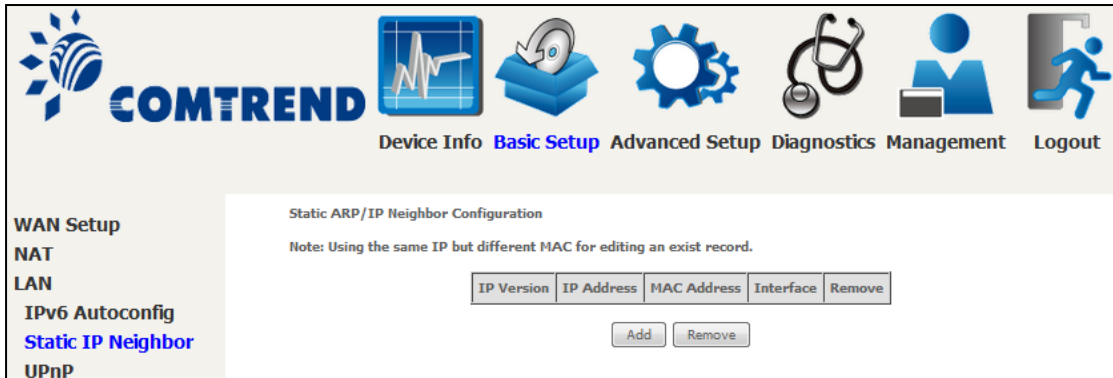 COMTREND
Device Info Basic Setup Advanced Setup Diagnostics Management Logout
WAN Setup
NAT
LAN
IPv6 Autoconfig
Static IP Neighbor
UPnP
Static ARP/IP Neighbor Configuration
Note: Using the same IP but different MAC for editing an exist record.
IP Version IP Address MAC Address Interface Remove
Add Remove